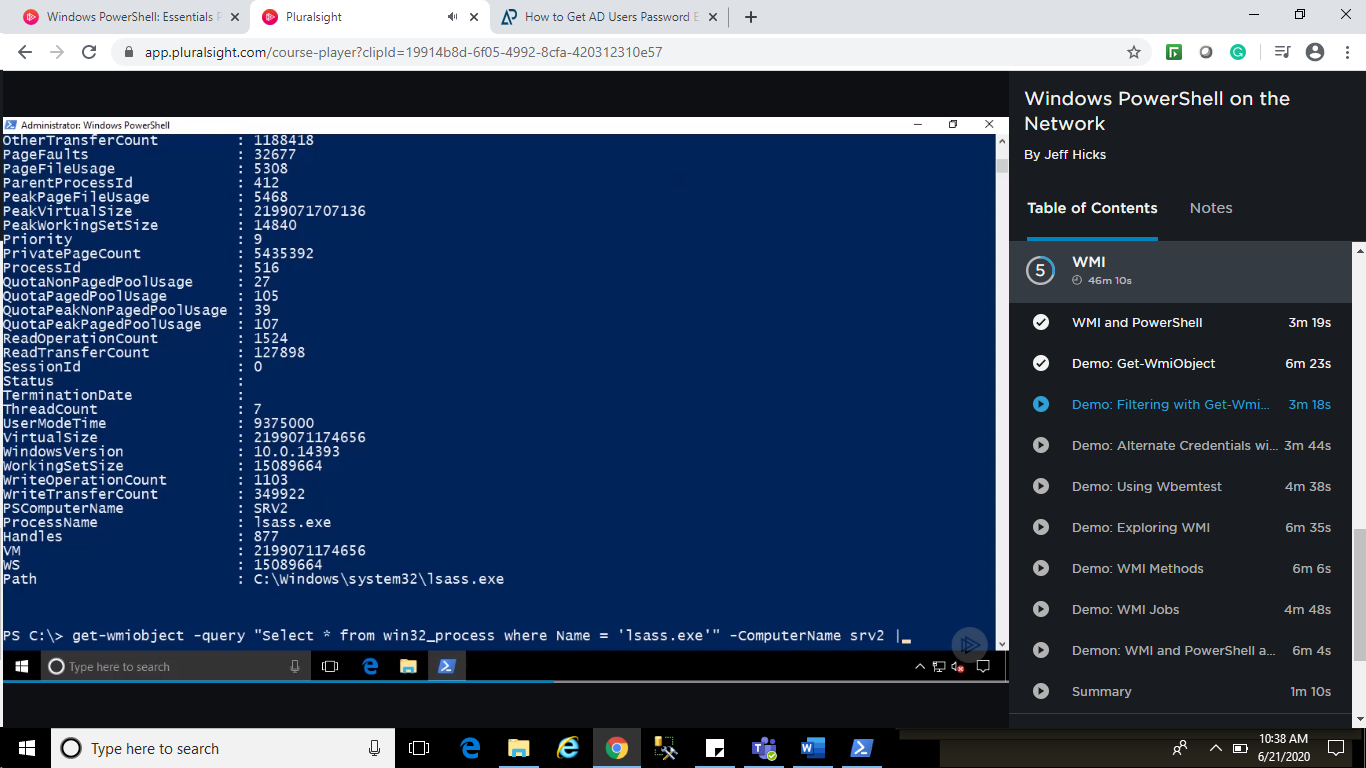 Windows PowerShell: Essentials P
Pluralsight
How to Get AD Users Password E
app.pluralsight.com/course-player?clipId=19914b8d-6f05-4992-8cfa-420312310e57
Administrator: Windows PowerShell
OtherTransferCount : 1188418
PageFaults : 32677
PageFileUsage : 5308
ParentProcessId : 412
PeakPageFileUsage : 5468
PeakVirtualSize : 2199071707136
PeakWorkingSetSize : 14840
Priority : 9
PrivatePageCount : 5435392
ProcessId : 516
QuotaNonPagedPoolUsage : 27
QuotaPagedPoolUsage : 105
QuotaPeakNonPagedPoolUsage : 39
QuotaPeakPagedPoolUsage : 107
ReadOperationCount : 1524
ReadTransferCount : 127898
SessionId : 0
Status :
TerminationDate :
ThreadCount : 7
UserModeTime : 9375000
VirtualSize : 2199071174656
WindowsVersion : 10.0.14393
WorkingSetSize : 15089664
WriteOperationCount : 1103
WriteTransferCount : 349922
PSComputerName : SRV2
ProcessName : lsass.exe
Handles : 877
VM : 2199071174656
WS : 15089664
Path : C:\Windows\system32\lsass.exe
PS C:\> get-wmiobject -query "Select * from win32_process where Name = 'lsass.exe'" -ComputerName srv2 |_
Type here to search
Windows PowerShell on the
Network
By Jeff Hicks
Table of Contents
Notes
5
WMI
46m 10s
WMI and PowerShell 3m 19s
Demo: Get-WmiObject 6m 23s
Demo: Filtering with Get-Wmi... 3m 18s
Demo: Alternate Credentials wi... 3m 44s
Demo: Using Wbemtest 4m 38s
Demo: Exploring WMI 6m 35s
Demo: WMI Methods 6m 6s
Demo: WMI Jobs 4m 48s
Demon: WMI and PowerShell a... 6m 4s
Summary 1m 10s
Type here to search
10:38 AM
6/21/2020